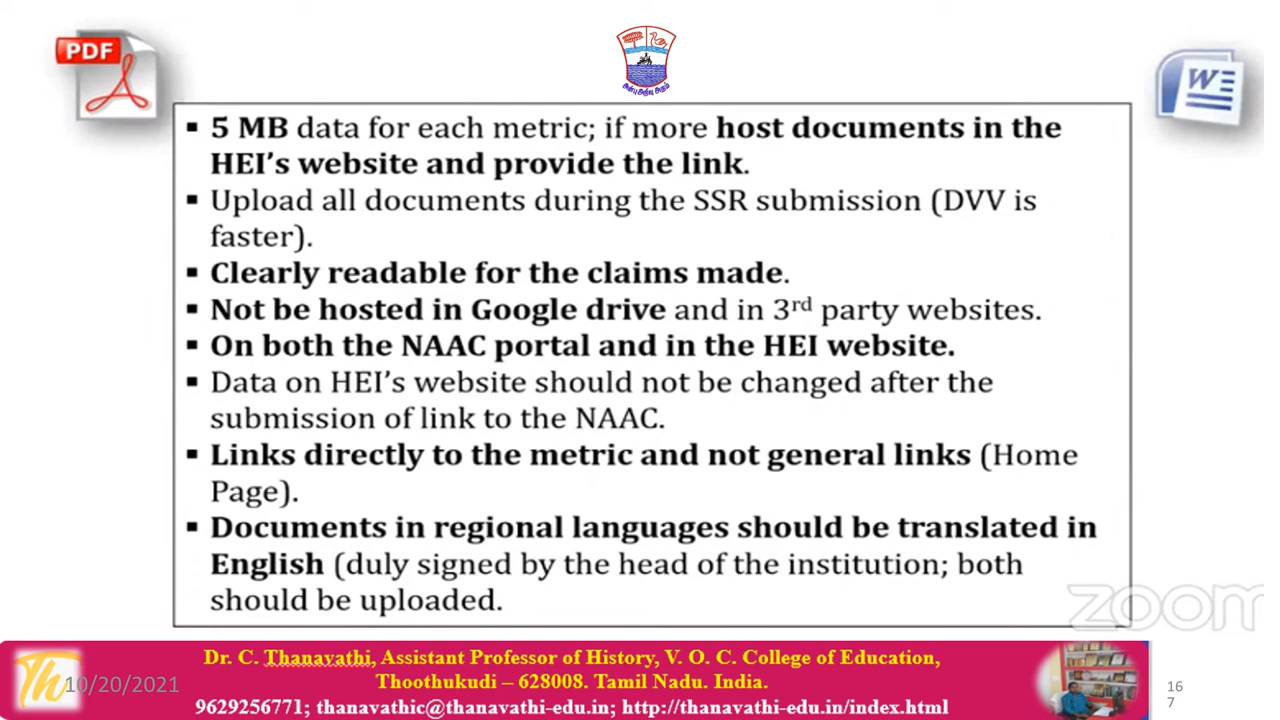 PDF
W
▪ 5 MB data for each metric; if more host documents in the
HEI's website and provide the link.
▪ Upload all documents during the SSR submission (DVV is
faster).
▪ Clearly readable for the claims made.
▪ Not be hosted in Google drive and in 3rd party websites.
▪ On both the NAAC portal and in the HEI website.
▪ Data on HEI's website should not be changed after the
submission of link to the NAAC.
▪ Links directly to the metric and not general links (Home
Page).
▪ Documents in regional languages should be translated in
English (duly signed by the head of the institution; both
should be uploaded.
zoom
Dr. C. Thanavathi, Assistant Professor of History, V. O. C. College of Education,
Thoothukudi – 628008. Tamil Nadu. India.
9629256771; thanavathic@thanavathi-edu.in; http://thanavathi-edu.in/index.html
Th
10/20/2021
16
7